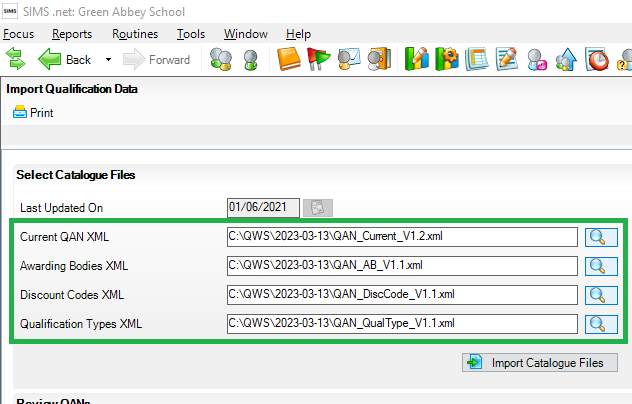 SIMS SIMS .net: Green Abbey School
Focus Reports Routines Tools Window Help
Back Forward
Import Qualification Data
Print
Select Catalogue Files
Last Updated On 01/06/2021
Current QAN XML C:\QWS\2023-03-13\QAN_Current_V1.2.xml
Awarding Bodies XML C:\QWS\2023-03-13\QAN_AB_V1.1.xml
Discount Codes XML C:\QWS\2023-03-13\QAN_DiscCode_V1.1.xml
Qualification Types XML C:\QWS\2023-03-13\QAN_QualType_V1.1.xml
Import Catalogue Files
Review QANs